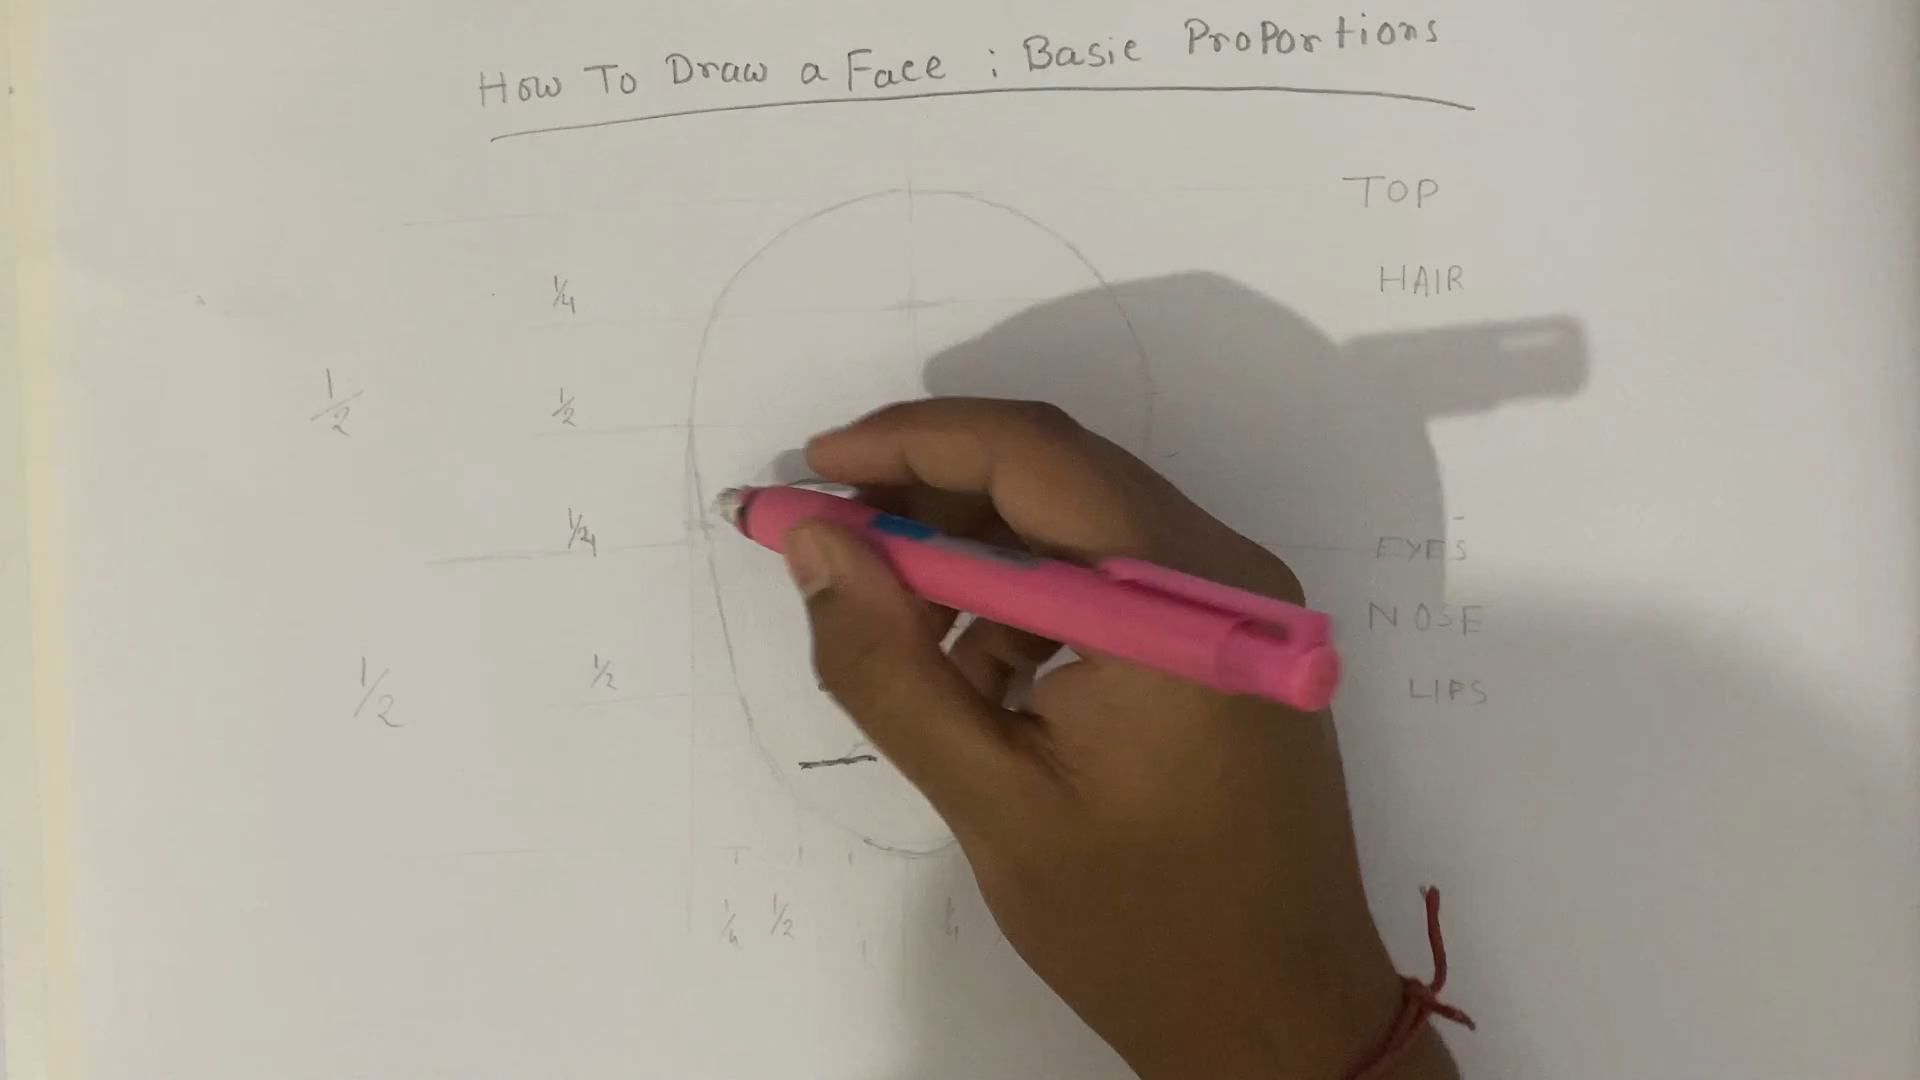 How To Draw a Face : Basic Proportions
TOP
1/4
HAIR
1/2
1/2
1/4
EYES
NOSE
1/2
1/2
LIPS
1/4 1/2 1/4